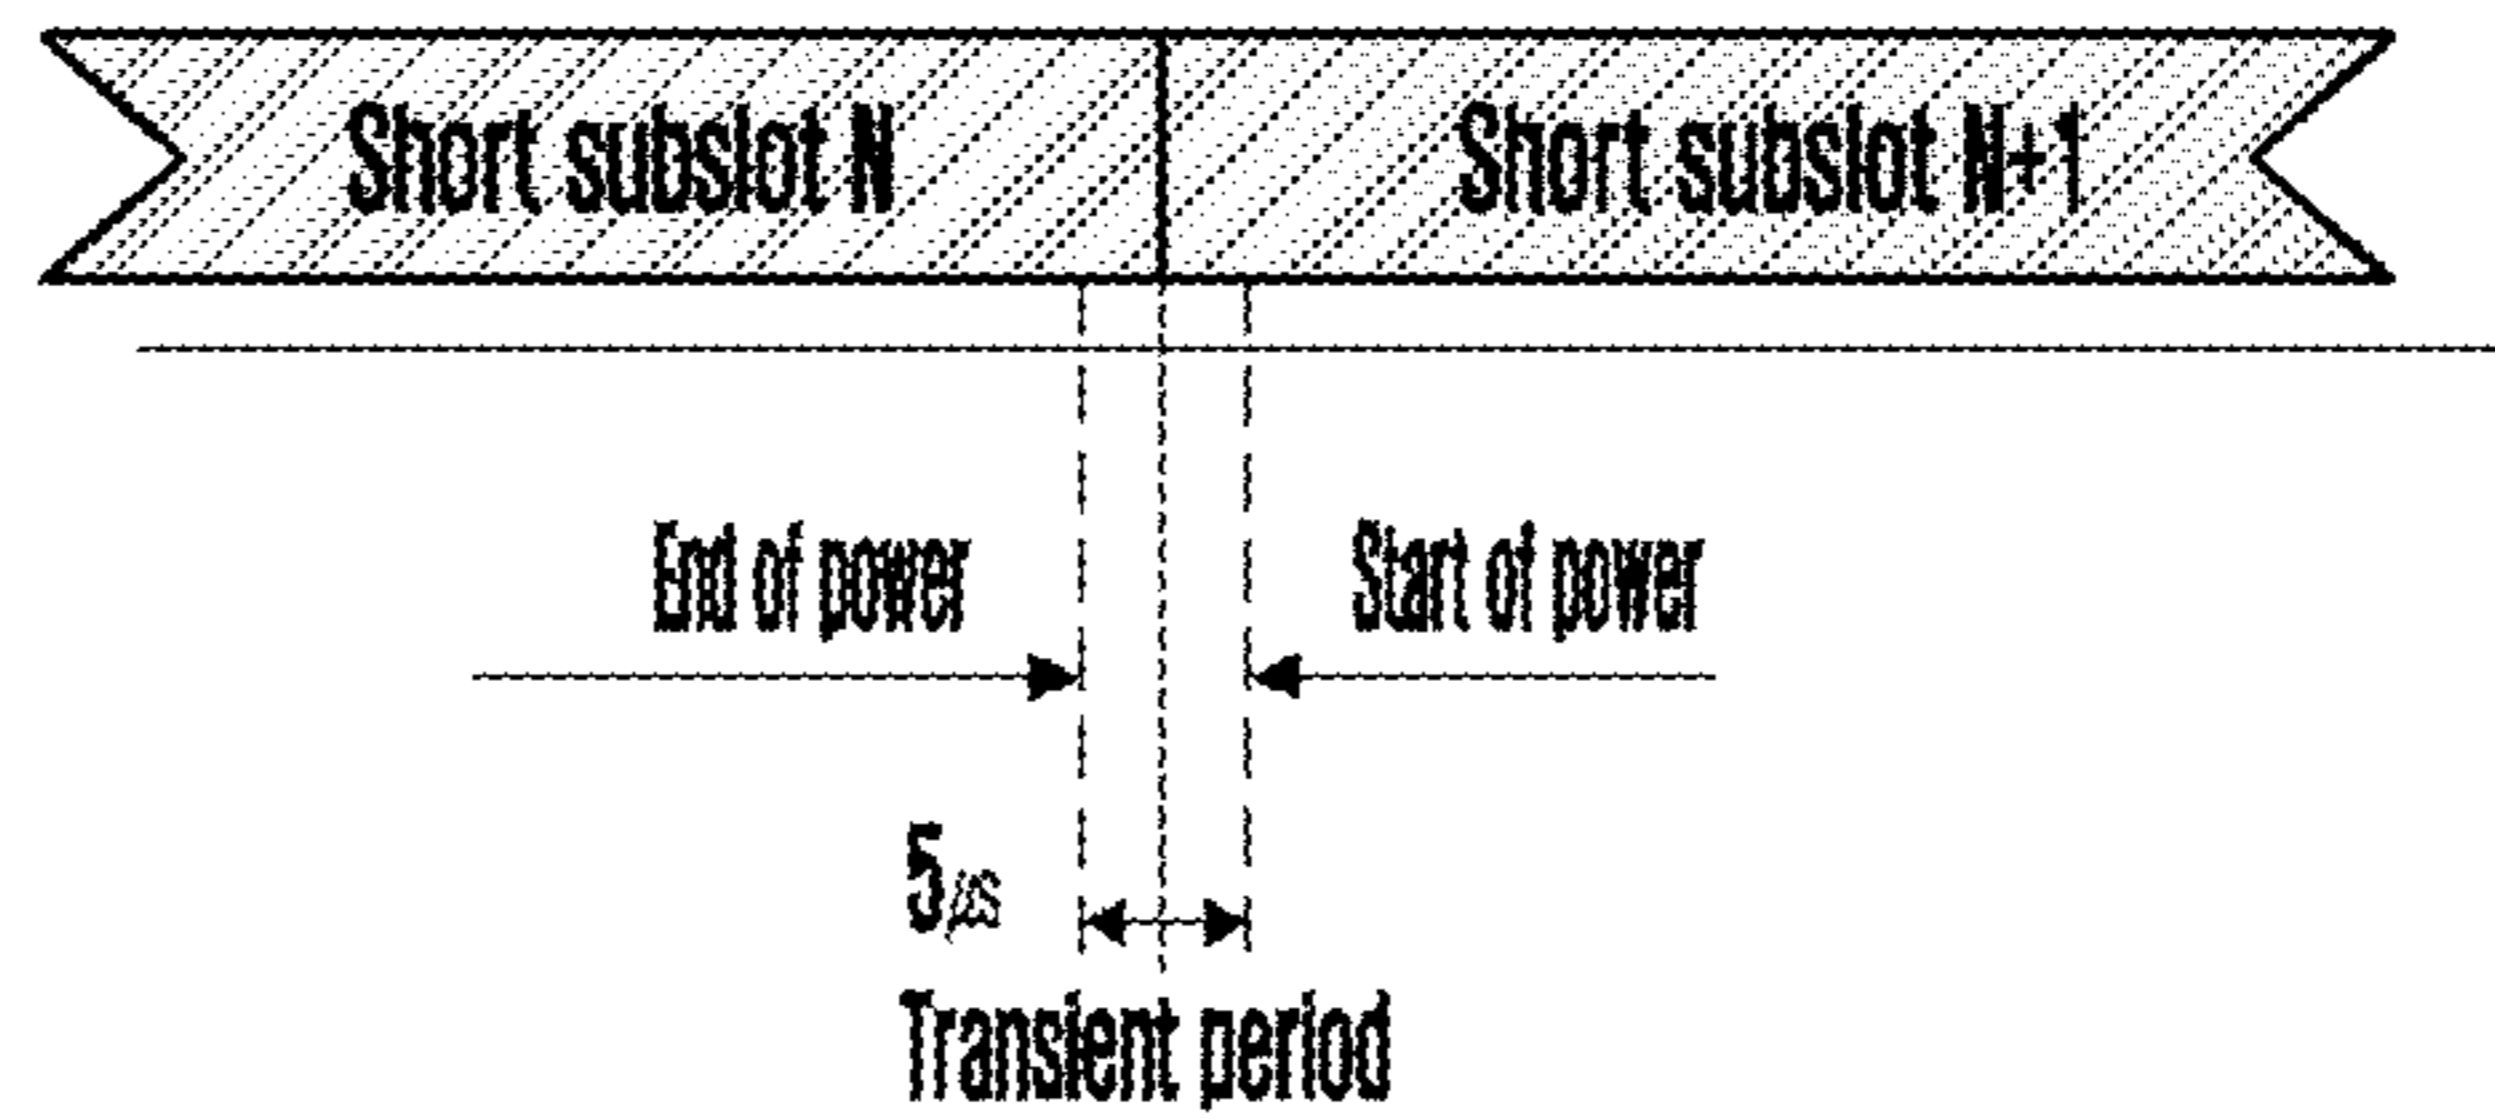 Short subslot N
Short subslot N+1
End of power
Start of power
5μs
Transient period